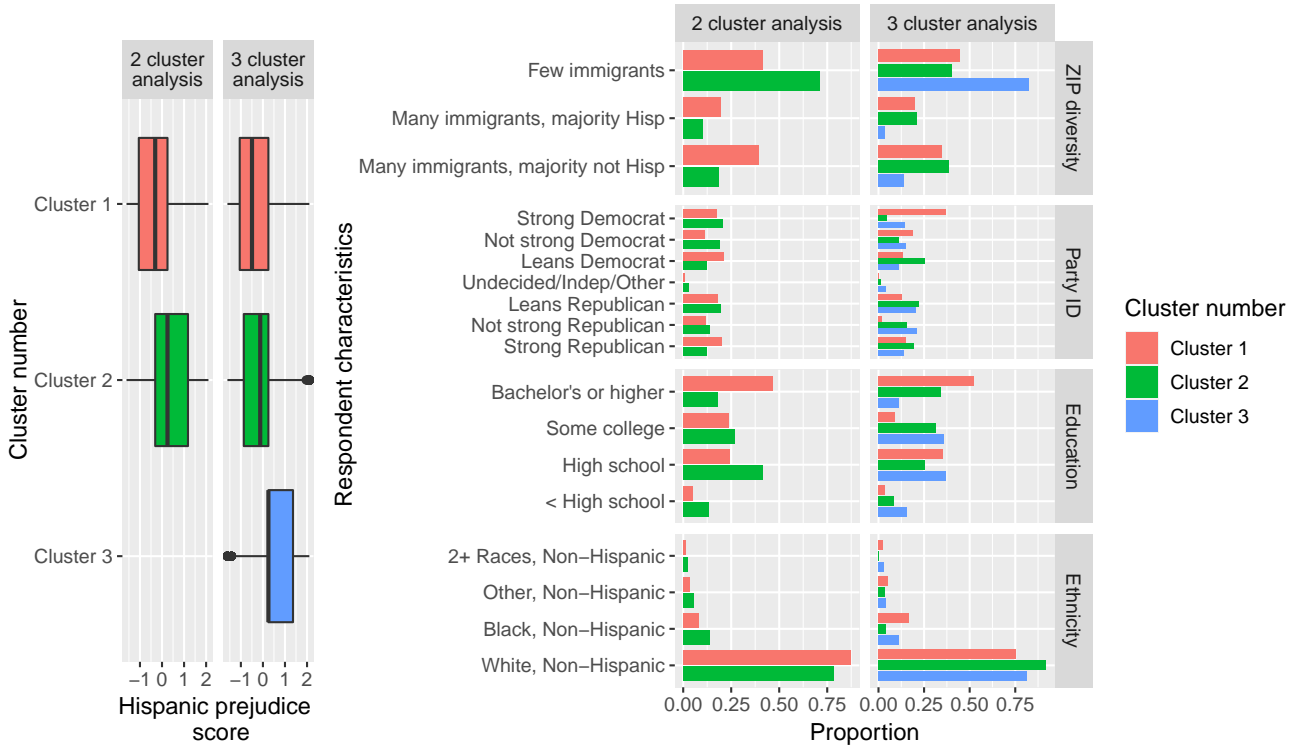 2 cluster
analysis
3 cluster
analysis
Cluster number
Cluster 1
Cluster 2
Cluster 3
−1 0 1 2
−1 0 1 2
Hispanic prejudice
score
Respondent characteristics
2 cluster analysis
3 cluster analysis
Few immigrants
Many immigrants, majority Hisp
Many immigrants, majority not Hisp
ZIP diversity
Strong Democrat
Not strong Democrat
Leans Democrat
Undecided/Indep/Other
Leans Republican
Not strong Republican
Strong Republican
Party ID
Bachelor's or higher
Some college
High school
< High school
Education
2+ Races, Non−Hispanic
Other, Non−Hispanic
Black, Non−Hispanic
White, Non−Hispanic
Ethnicity
0.00 0.25 0.50 0.75
0.00 0.25 0.50 0.75
Proportion
Cluster number
Cluster 1
Cluster 2
Cluster 3